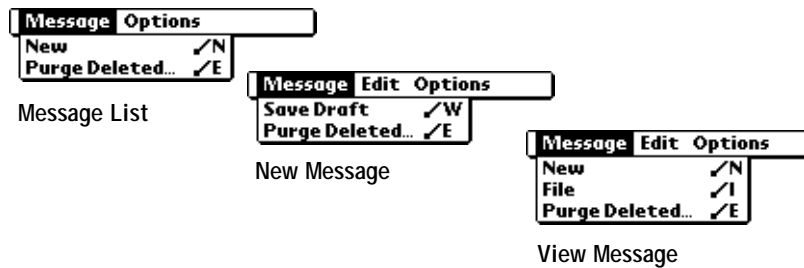 Message Options
New ✓N
Purge Deleted... ✓E
Message List
Message Edit Options
Save Draft ✓W
Purge Deleted... ✓E
New Message
Message Edit Options
New ✓N
File ✓I
Purge Deleted... ✓E
View Message